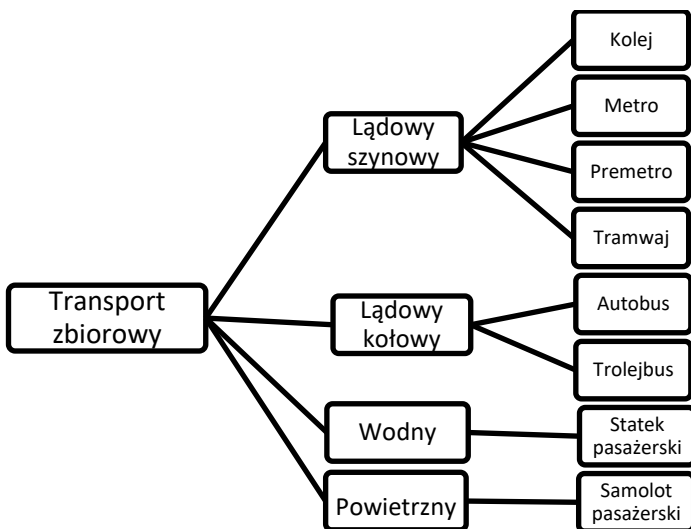 Transport
zbiorowy
Lądowy
szynowy
Kolej
Metro
Premetro
Tramwaj
Lądowy
kołowy
Autobus
Trolejbus
Wodny
Statek
pasażerski
Powietrzny
Samolot
pasażerski